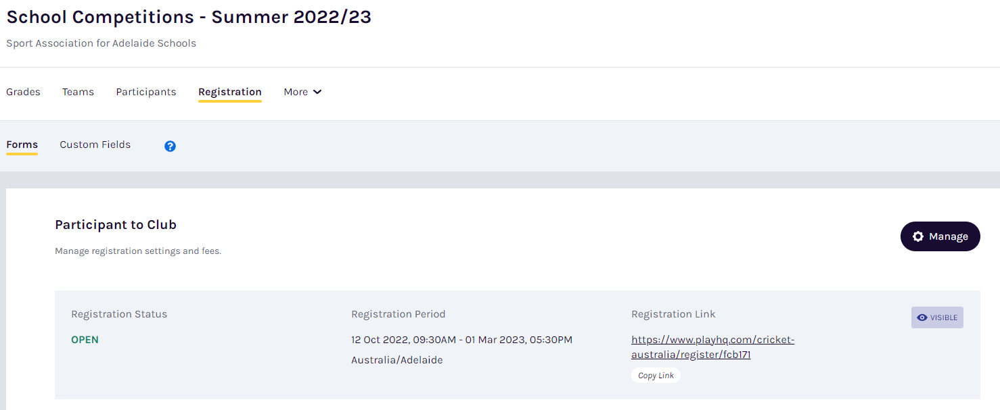 School Competitions - Summer 2022/23
Sport Association for Adelaide Schools
Grades Teams Participants Registration More
Forms Custom Fields ?
Participant to Club
Manage
Manage registration settings and fees.
Registration Status Registration Period Registration Link VISIBLE
OPEN 12 Oct 2022, 09:30AM - 01 Mar 2023, 05:30PM https://www.playhq.com/cricket-
Australia/Adelaide australia/register/fcb171
Copy Link